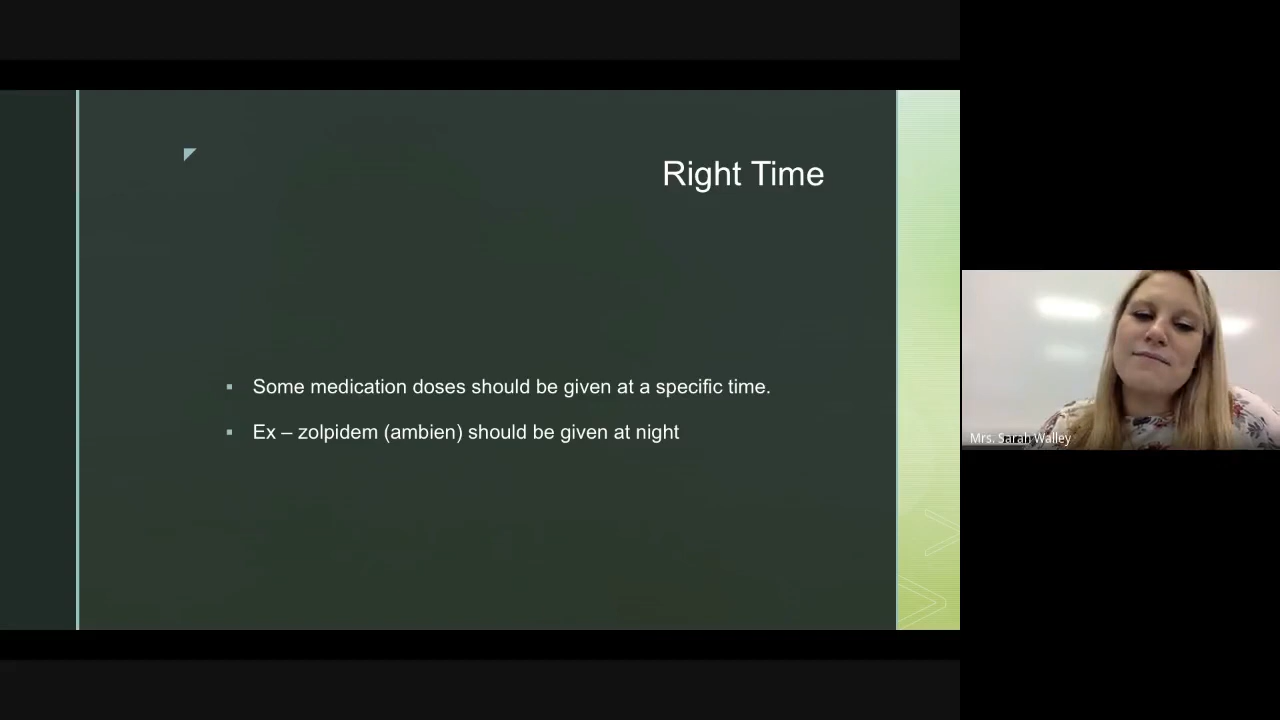 Right Time
Some medication doses should be given at a specific time.
Ex – zolpidem (ambien) should be given at night
Mrs. Sarah Walley